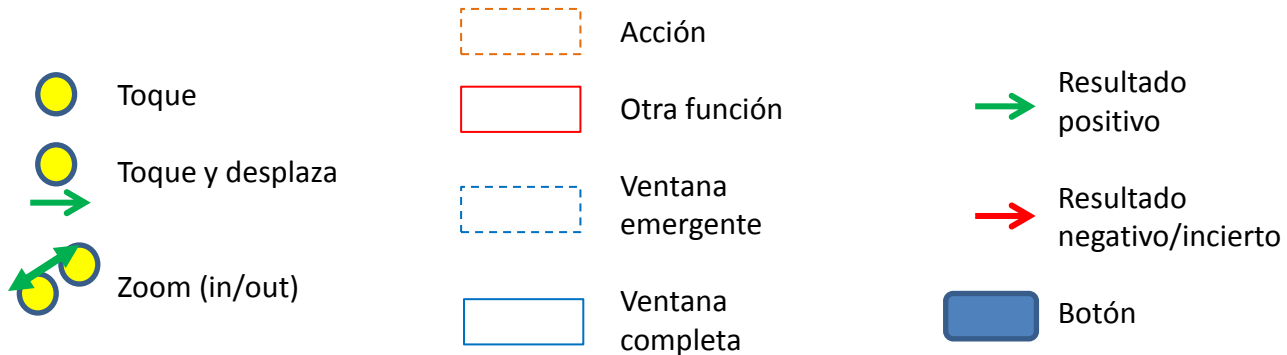 Toque
Toque y desplaza
Zoom (in/out)
Acción
Otra función
Ventana
emergente
Ventana
completa
Resultado
positivo
Resultado
negativo/incierto
Botón